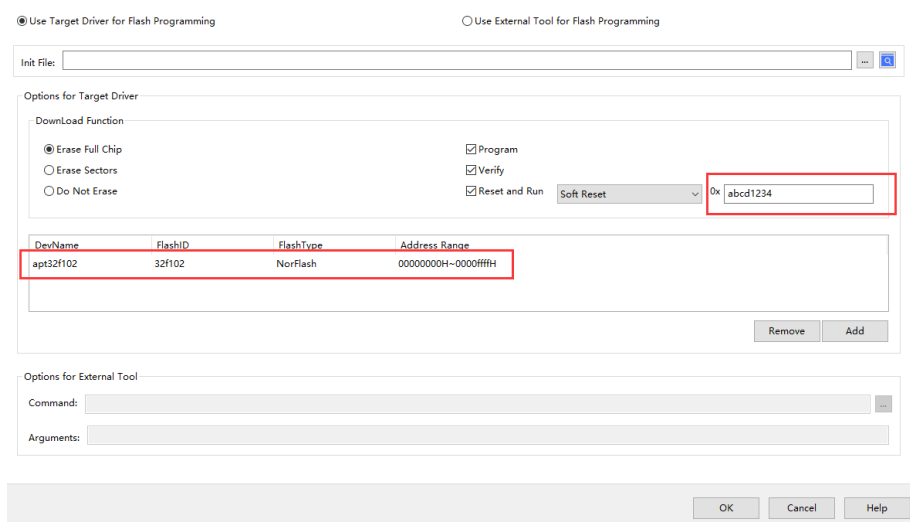 Use Target Driver for Flash Programming Use External Tool for Flash Programming
Init File: ...
Options for Target Driver
DownLoad Function
Erase Full Chip Program
Erase Sectors Verify
Do Not Erase Reset and Run Soft Reset 0x abcd1234
DevName FlashID FlashType Address Range
apt32f102 32f102 NorFlash 00000000H~0000ffffH
Remove Add
Options for External Tool
Command: ...
Arguments:
OK Cancel Help